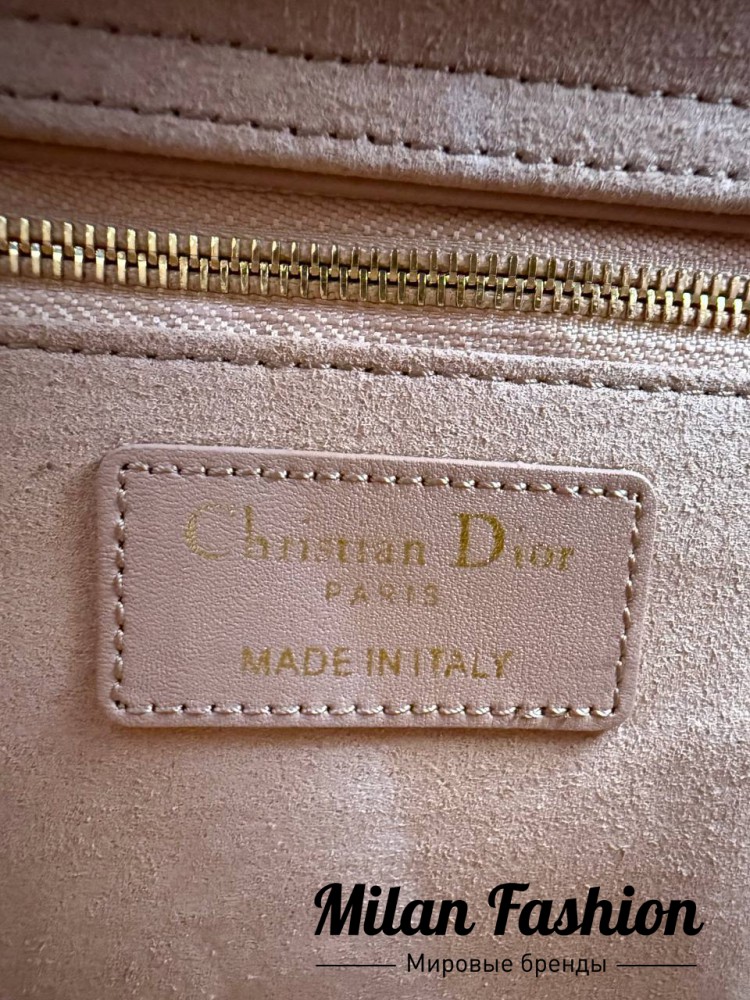 Christian Dior
PARIS
MADE IN ITALY
Milan Fashion
Мировые бренды